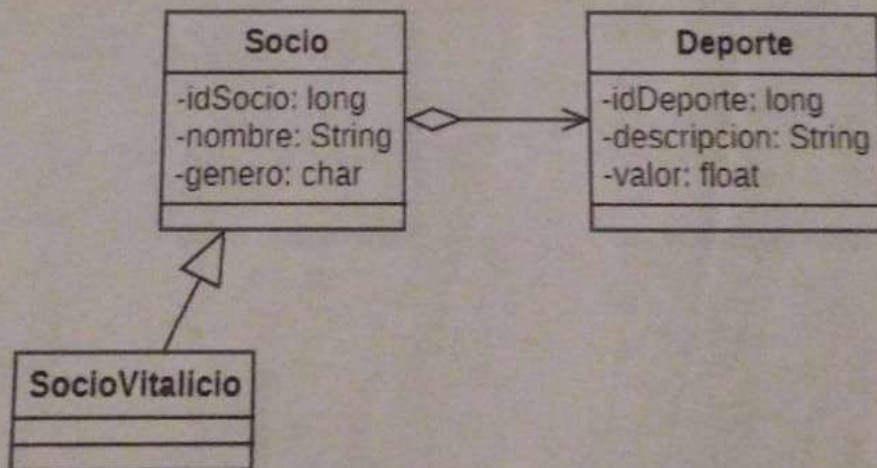 Socio
-idSocio: long
-nombre: String
-genero: char
Deporte
-idDeporte: long
-descripcion: String
-valor: float
SocioVitalicio